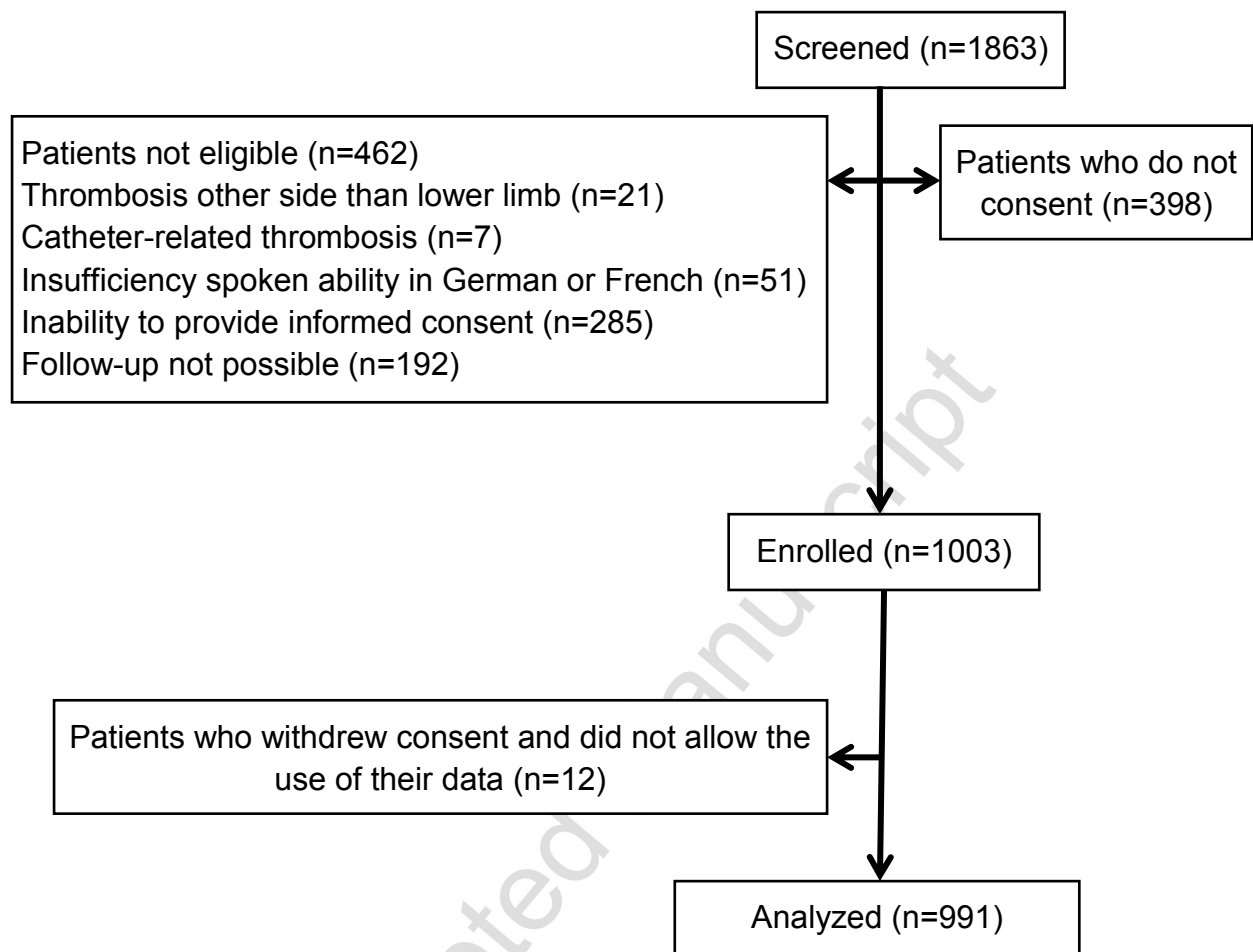 Screened (n=1863)
Patients not eligible (n=462)
Thrombosis other side than lower limb (n=21)
Catheter-related thrombosis (n=7)
Insufficiency spoken ability in German or French (n=51)
Inability to provide informed consent (n=285)
Follow-up not possible (n=192)
Patients who do not
consent (n=398)
Enrolled (n=1003)
Patients who withdrew consent and did not allow the
use of their data (n=12)
Analyzed (n=991)